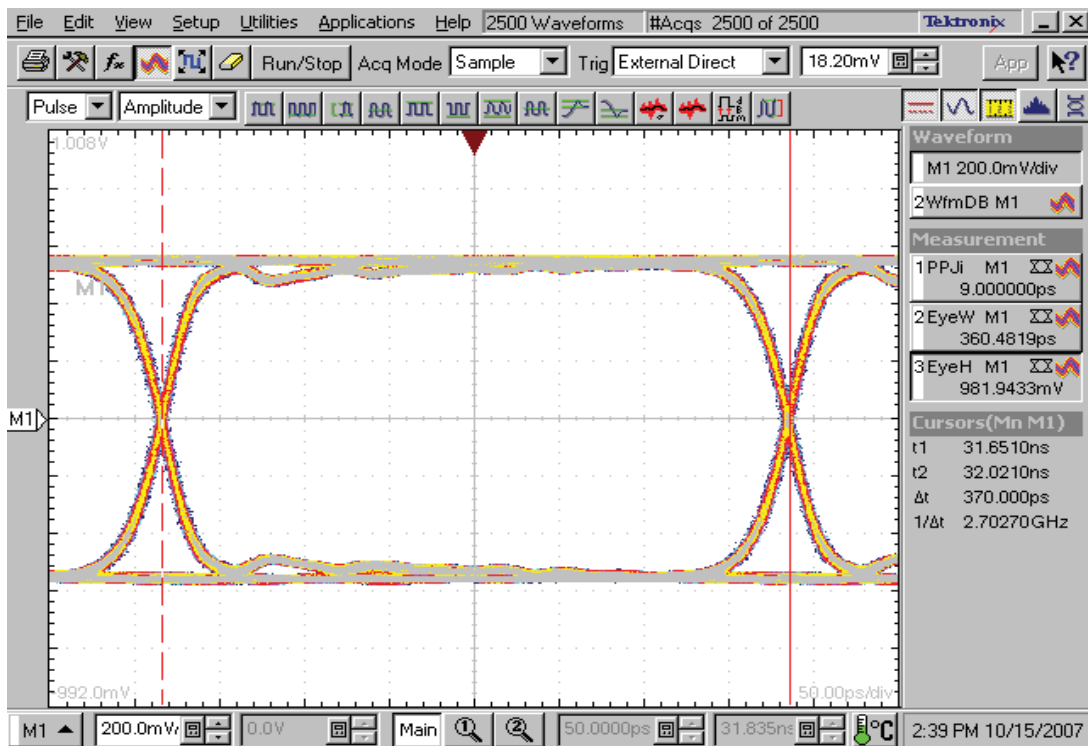 File Edit View Setup Utilities Applications Help 2500 Waveforms #Acqs 2500 of 2500 Tektronix
Run/Stop Acq Mode Sample Trig External Direct 18.20mV App
Pulse Amplitude
1.008V
M1
M1
-992.0mV
50.00ps/div
Waveform
M1 200.0mV/div
2WfmDB M1
Measurement
1PPJi M1
9.000000ps
2EyeW M1
360.4819ps
3EyeH M1
981.9433mV
Cursors(Mn M1)
t1 31.6510ns
t2 32.0210ns
Δt 370.000ps
1/Δt 2.70270GHz
M1 200.0mV/ 0.0V Main 50.0000ps 31.835ns °C 2:39 PM 10/15/2007